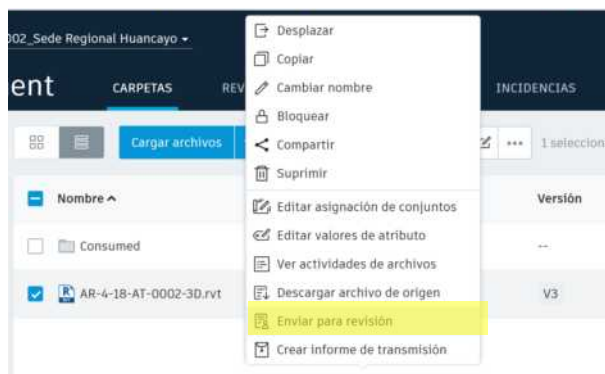 002_Sede Regional Huancayo
ent
CARPETAS
REV
INCIDENCIAS
Cargar archivos
1 seleccion
Nombre
Versión
Consumed
--
AR-4-18-AT-0002-3D.rvt
V3
Desplazar
Copiar
Cambiar nombre
Bloquear
Compartir
Suprimir
Editar asignación de conjuntos
Editar valores de atributo
Ver actividades de archivos
Descargar archivo de origen
Enviar para revisión
Crear informe de transmisión